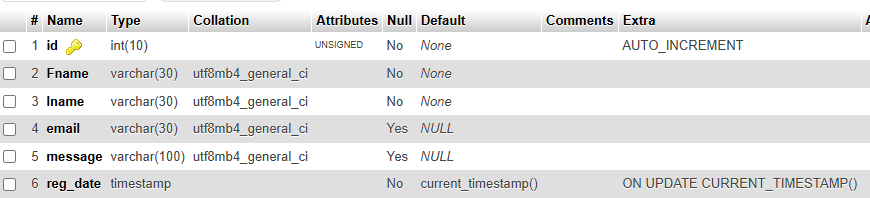 # Name Type Collation Attributes Null Default Comments Extra A
1 id int(10) UNSIGNED No None AUTO_INCREMENT
2 Fname varchar(30) utf8mb4_general_ci No None
3 lname varchar(30) utf8mb4_general_ci No None
4 email varchar(30) utf8mb4_general_ci Yes NULL
5 message varchar(100) utf8mb4_general_ci Yes NULL
6 reg_date timestamp No current_timestamp() ON UPDATE CURRENT_TIMESTAMP()